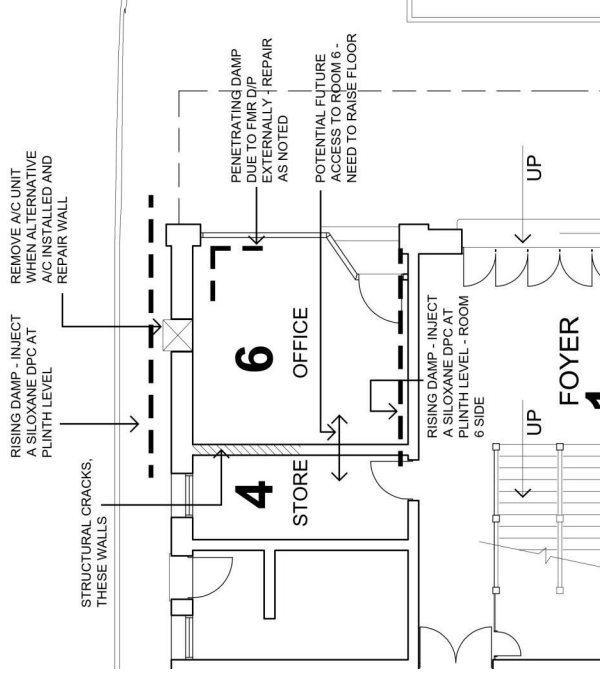 RISING DAMP - INJECT
A SILOXANE DPC AT
PLINTH LEVEL
REMOVE A/C UNIT
WHEN ALTERNATIVE
A/C INSTALLED AND
REPAIR WALL
STRUCTURAL CRACKS,
THESE WALLS
PENETRATING DAMP
DUE TO FMR D/P
EXTERNALLY - REPAIR
AS NOTED
POTENTIAL FUTURE
ACCESS TO ROOM 6 -
NEED TO RAISE FLOOR
4
STORE
6
OFFICE
RISING DAMP - INJECT
A SILOXANE DPC AT
PLINTH LEVEL - ROOM
6 SIDE
UP
UP
FOYER